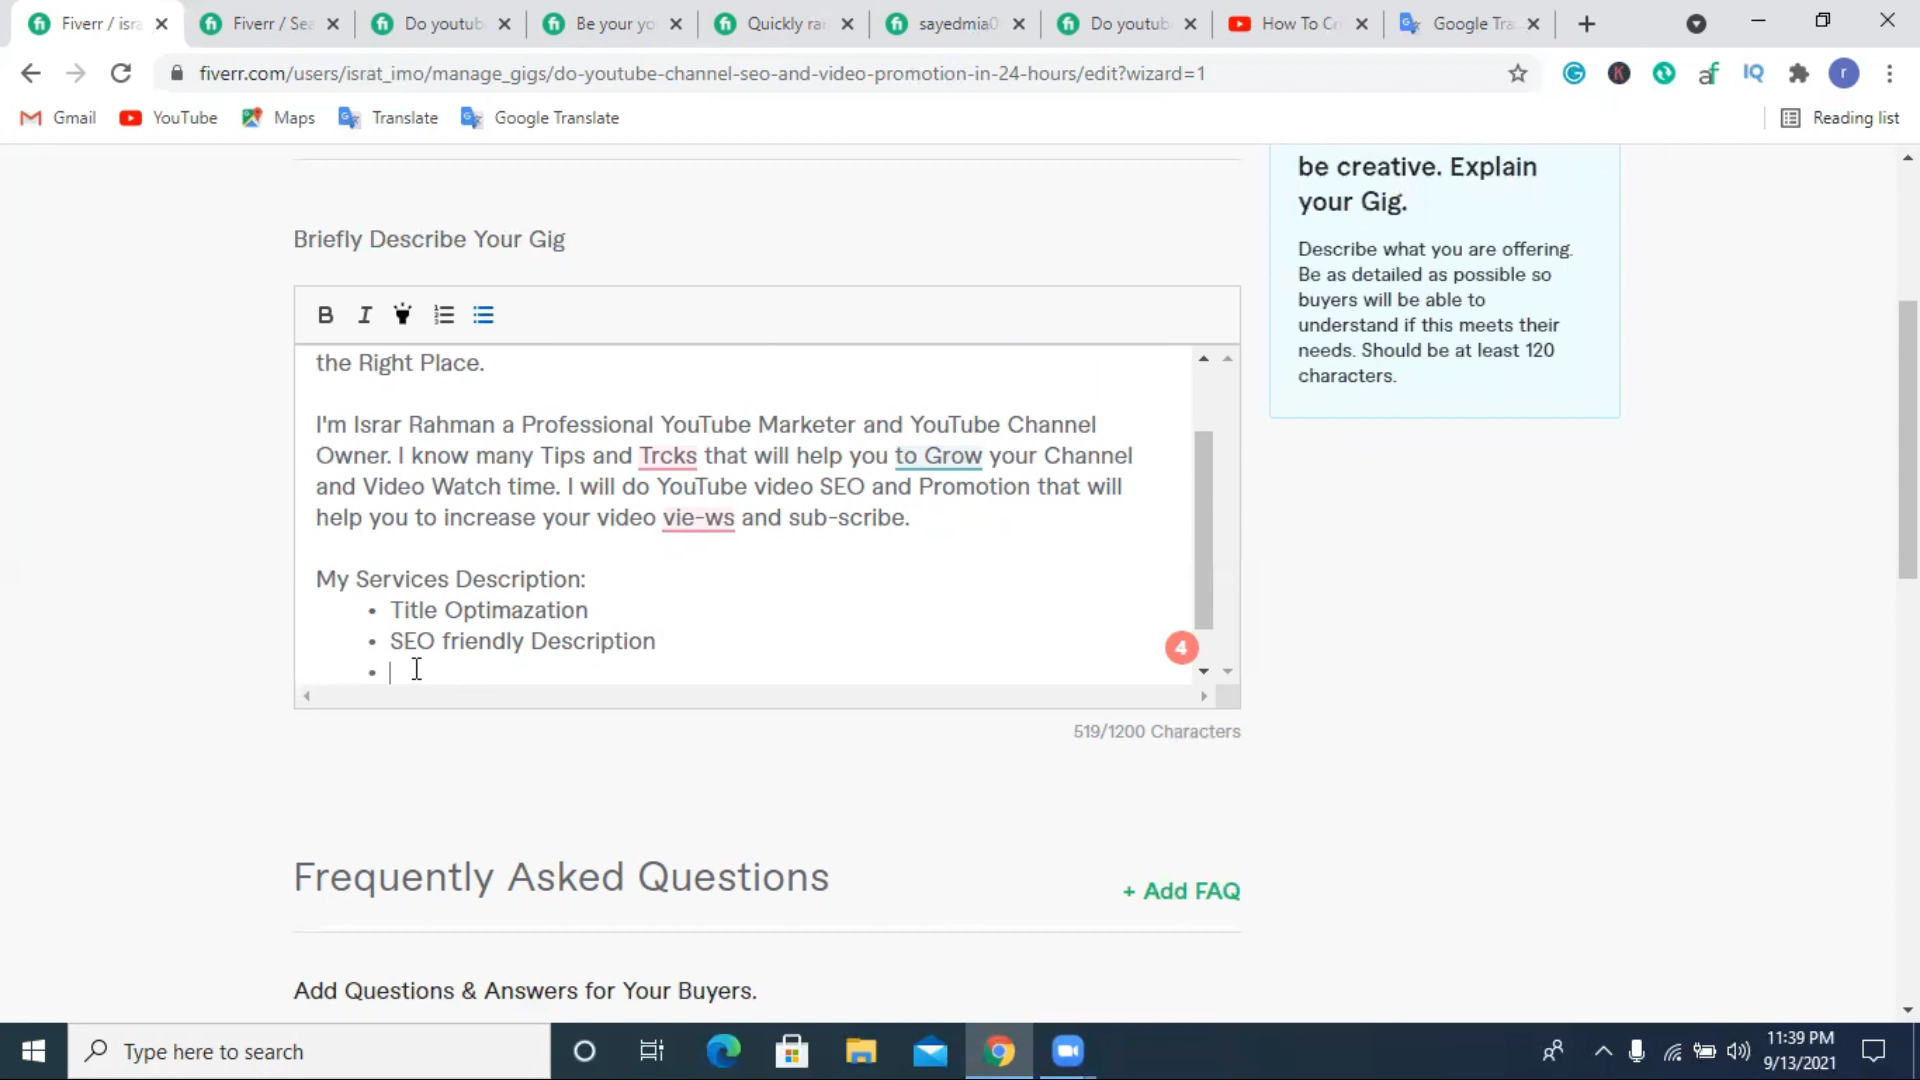 Fiverr / isra
Fiverr / Sea
Do youtub
Be your yo
Quickly ra
sayedmia0
Do youtub
How To Cr
Google Tra
fiverr.com/users/israt_imo/manage_gigs/do-youtube-channel-seo-and-video-promotion-in-24-hours/edit?wizard=1
IQ
r
Gmail
YouTube
Maps
Translate
Google Translate
Reading list
be creative. Explain
your Gig.
Describe what you are offering.
Be as detailed as possible so
buyers will be able to
understand if this meets their
needs. Should be at least 120
characters.
Briefly Describe Your Gig
B I
the Right Place.
I'm Israr Rahman a Professional YouTube Marketer and YouTube Channel
Owner. I know many Tips and Trcks that will help you to Grow your Channel
and Video Watch time. I will do YouTube video SEO and Promotion that will
help you to increase your video vie-ws and sub-scribe.
My Services Description:
• Title Optimazation
• SEO friendly Description
•
4
519/1200 Characters
Frequently Asked Questions
+ Add FAQ
Add Questions & Answers for Your Buyers.
Type here to search
11:39 PM
9/13/2021